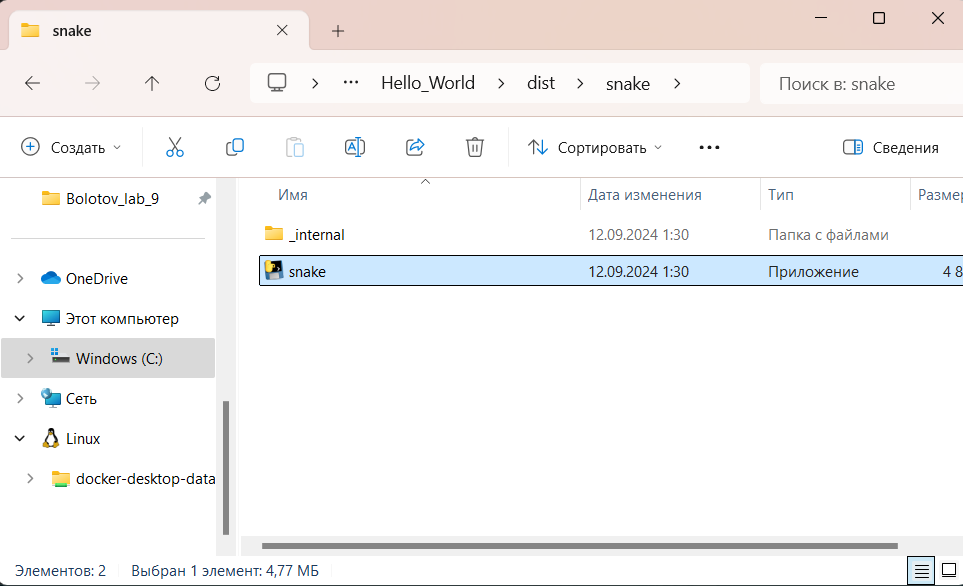 snake
Hello_World dist snake Поиск в: snake
Создать Сортировать Сведения
Bolotov_lab_9
OneDrive
Этот компьютер
Windows (C:)
Сеть
Linux
docker-desktop-data
Имя Дата изменения Тип Размер
_internal 12.09.2024 1:30 Папка с файлами
snake 12.09.2024 1:30 Приложение 4 8
Элементов: 2 Выбран 1 элемент: 4,77 МБ